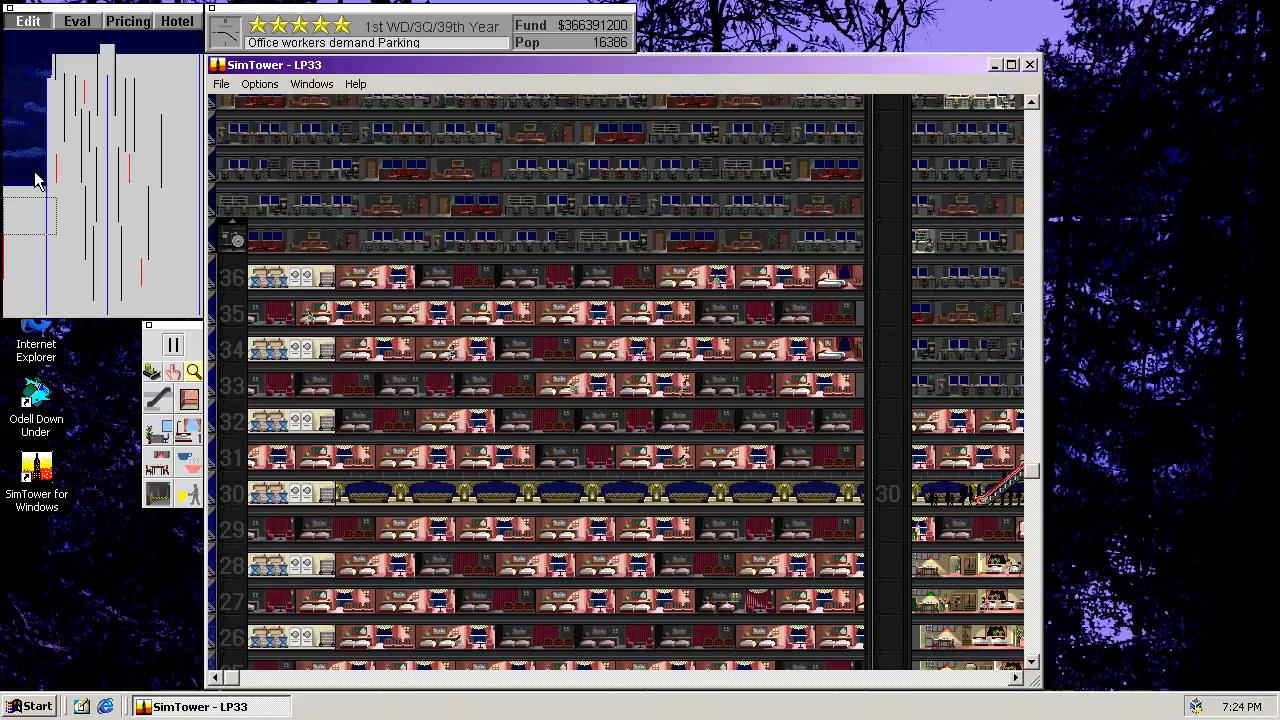 Edit
Eval
Pricing
Hotel
1st WD/3Q/39th Year
Office workers demand Parking
Fund
$966391200
Pop
16386
SimTower - LP33
File
Options
Windows
Help
36
35
34
33
32
31
30
30
29
28
27
26
Internet
Explorer
Odell Down
Under
SimTower for
Windows
Start
SimTower - LP33
7:24 PM